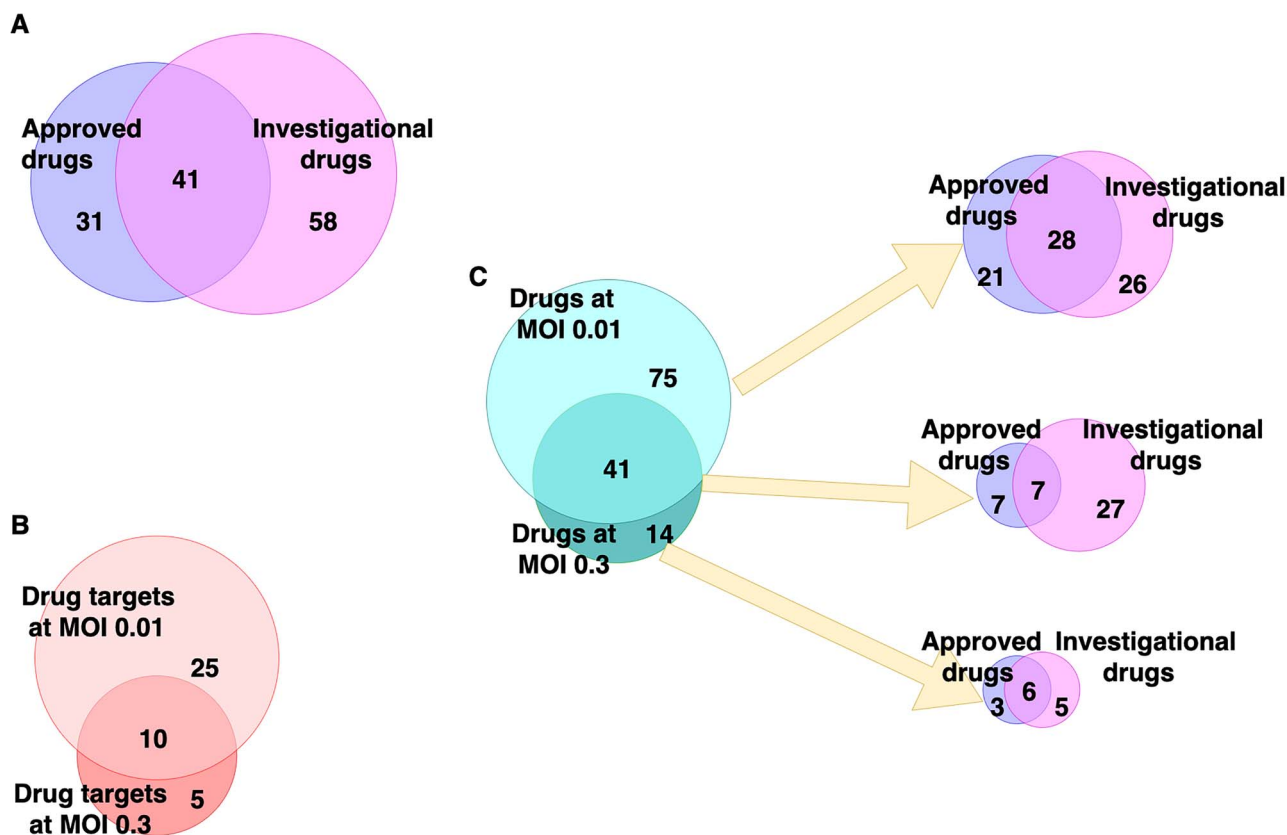 A
Approved
drugs
Investigational
drugs
41
31
58
B
Drug targets
at MOI 0.01
25
10
Drug targets
at MOI 0.3
5
C
Drugs at
MOI 0.01
75
41
Drugs at
MOI 0.3
14
Approved
drugs
Investigational
drugs
28
21
26
Approved
drugs
Investigational
drugs
7
7
27
Approved
drugs
Investigational
drugs
3
6
5